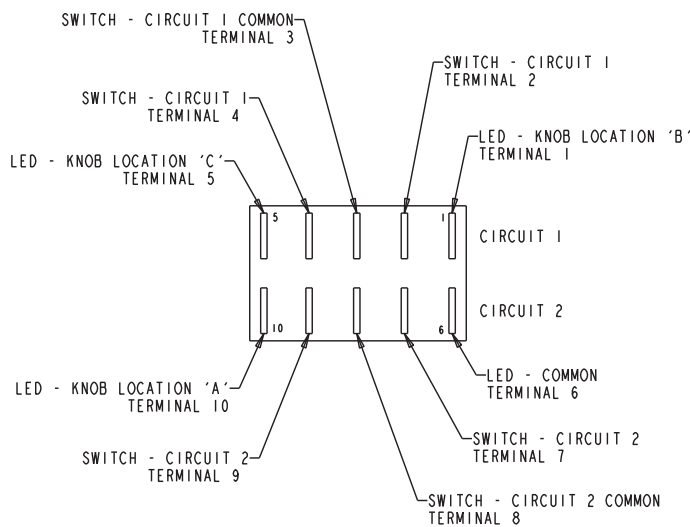 SWITCH - CIRCUIT 1 COMMON
TERMINAL 3
SWITCH - CIRCUIT 1
TERMINAL 2
SWITCH - CIRCUIT 1
TERMINAL 4
LED - KNOB LOCATION 'B'
TERMINAL 1
LED - KNOB LOCATION 'C'
TERMINAL 5
5
1
CIRCUIT 1
CIRCUIT 2
10
6
LED - KNOB LOCATION 'A'
TERMINAL 10
LED - COMMON
TERMINAL 6
SWITCH - CIRCUIT 2
TERMINAL 9
SWITCH - CIRCUIT 2
TERMINAL 7
SWITCH - CIRCUIT 2 COMMON
TERMINAL 8